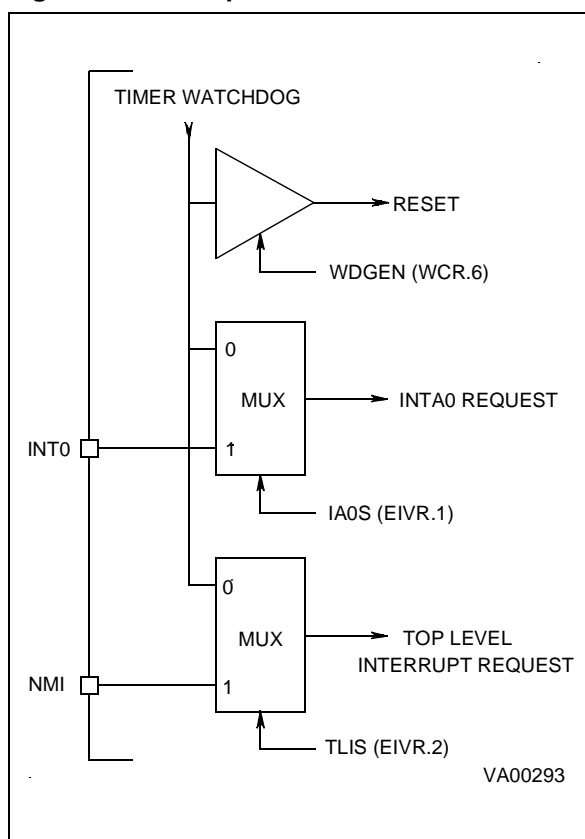 TIMER WATCHDOG
RESET
WDGEN (WCR.6)
0
MUX
INTA0 REQUEST
INT0
1
IA0S (EIVR.1)
0
MUX
TOP LEVEL
INTERRUPT REQUEST
NMI
1
TLIS (EIVR.2)
VA00293